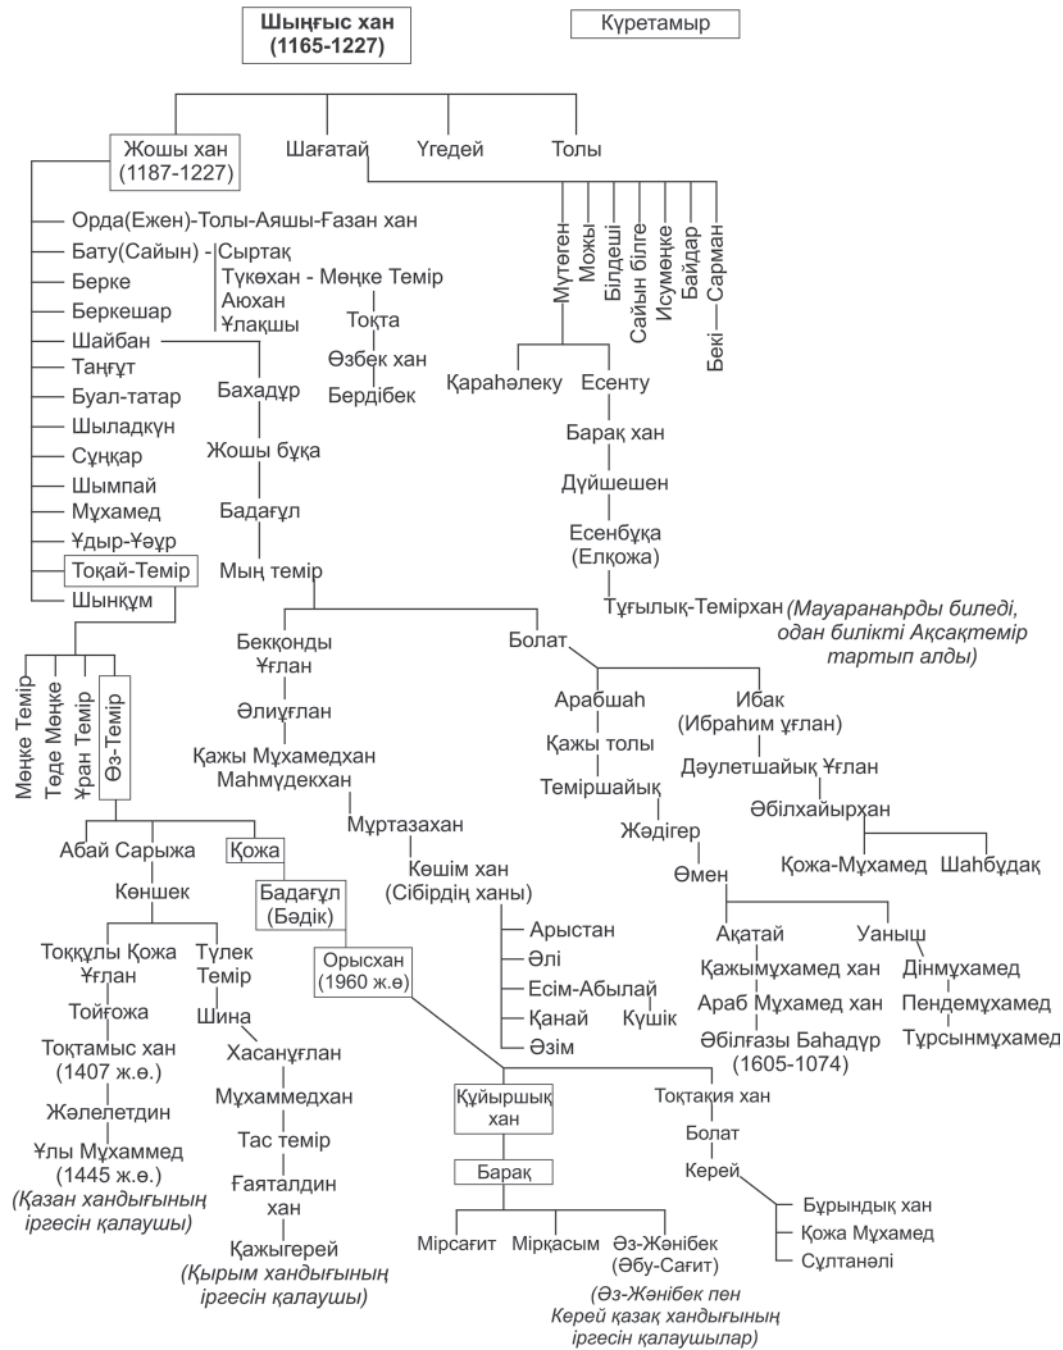 Шыңғыс хан
(1165-1227)
Күретамыр
Жошы хан
(1187-1227)
Шағатай
Үгедей
Толы
Орда(Ежен)-Толы-Аяшы-Ғазан хан
Бату(Сайын) - Сыртақ
Түкөхан - Мөңке Темір
Берке
Аюхан
Беркешар
Ұлақшы
Тоқта
Шайбан
Өзбек хан
Таңғұт
Бердібек
Буал-татар
Шыладкүн
Сұңқар
Шымпай
Мұхамед
Ұдыр-Ұәұр
Тоқай-Темір
Шынқұм
Мүтөген
Можы
Білдеші
Сайын білге
Исумөңке
Байдар
Бекі
Сарман
Қараһәлеку
Есенту
Барақ хан
Дүйшешен
Есенбұқа
(Елқожа)
Тұғылық-Темірхан
(Мауаранаһрды биледі,
одан билікті Ақсақтемір
тартып алды)
Бахадұр
Жошы бұқа
Бадағұл
Мың темір
Бекқонды
Ұғлан
Әлиұғлан
Қажы Мұхамедхан
Маһмүдекхан
Мұртазахан
Көшім хан
(Сібірдің ханы)
Арыстан
Әлі
Есім-Абылай
Қанай
Күшік
Әзім
Болат
Арабшаһ
Қажы толы
Теміршайық
Жәдігер
Өмен
Ибак
(Ибраһим ұғлан)
Дәулетшайық Ұғлан
Әбілхайырхан
Қожа-Мұхамед
Шаһбұдақ
Ақатай
Қажымұхамед хан
Араб Мұхамед хан
Әбілғазы Баһадүр
(1605-1074)
Уаныш
Дінмұхамед
Пендемұхамед
Тұрсынмұхамед
Мөңке Темір
Төде Мөңке
Ұран Темір
Өз-Темір
Абай Сарыжа
Қожа
Көншек
Бадағұл
(Бәдік)
Орысхан
(1960 ж.ө)
Тоққұлы Қожа
Ұғлан
Тойғожа
Тоқтамыс хан
(1407 ж.ө.)
Жәлелетдин
Ұлы Мұхаммед
(1445 ж.ө.)
(Қазан хандығының
іргесін қалаушы)
Түлек
Темір
Шина
Хасанұғлан
Мұхаммедхан
Тас темір
Ғаяталдин
хан
Қажыгерей
(Қырым хандығының
іргесін қалаушы)
Құйыршық
хан
Барақ
Мірсағит
Мірқасым
Әз-Жәнібек
(Әбу-Сағит)
(Әз-Жәнібек пен
Керей қазақ хандығының
іргесін қалаушылар)
Тоқтақия хан
Болат
Керей
Бұрындық хан
Қожа Мұхамед
Сұлтанәлі